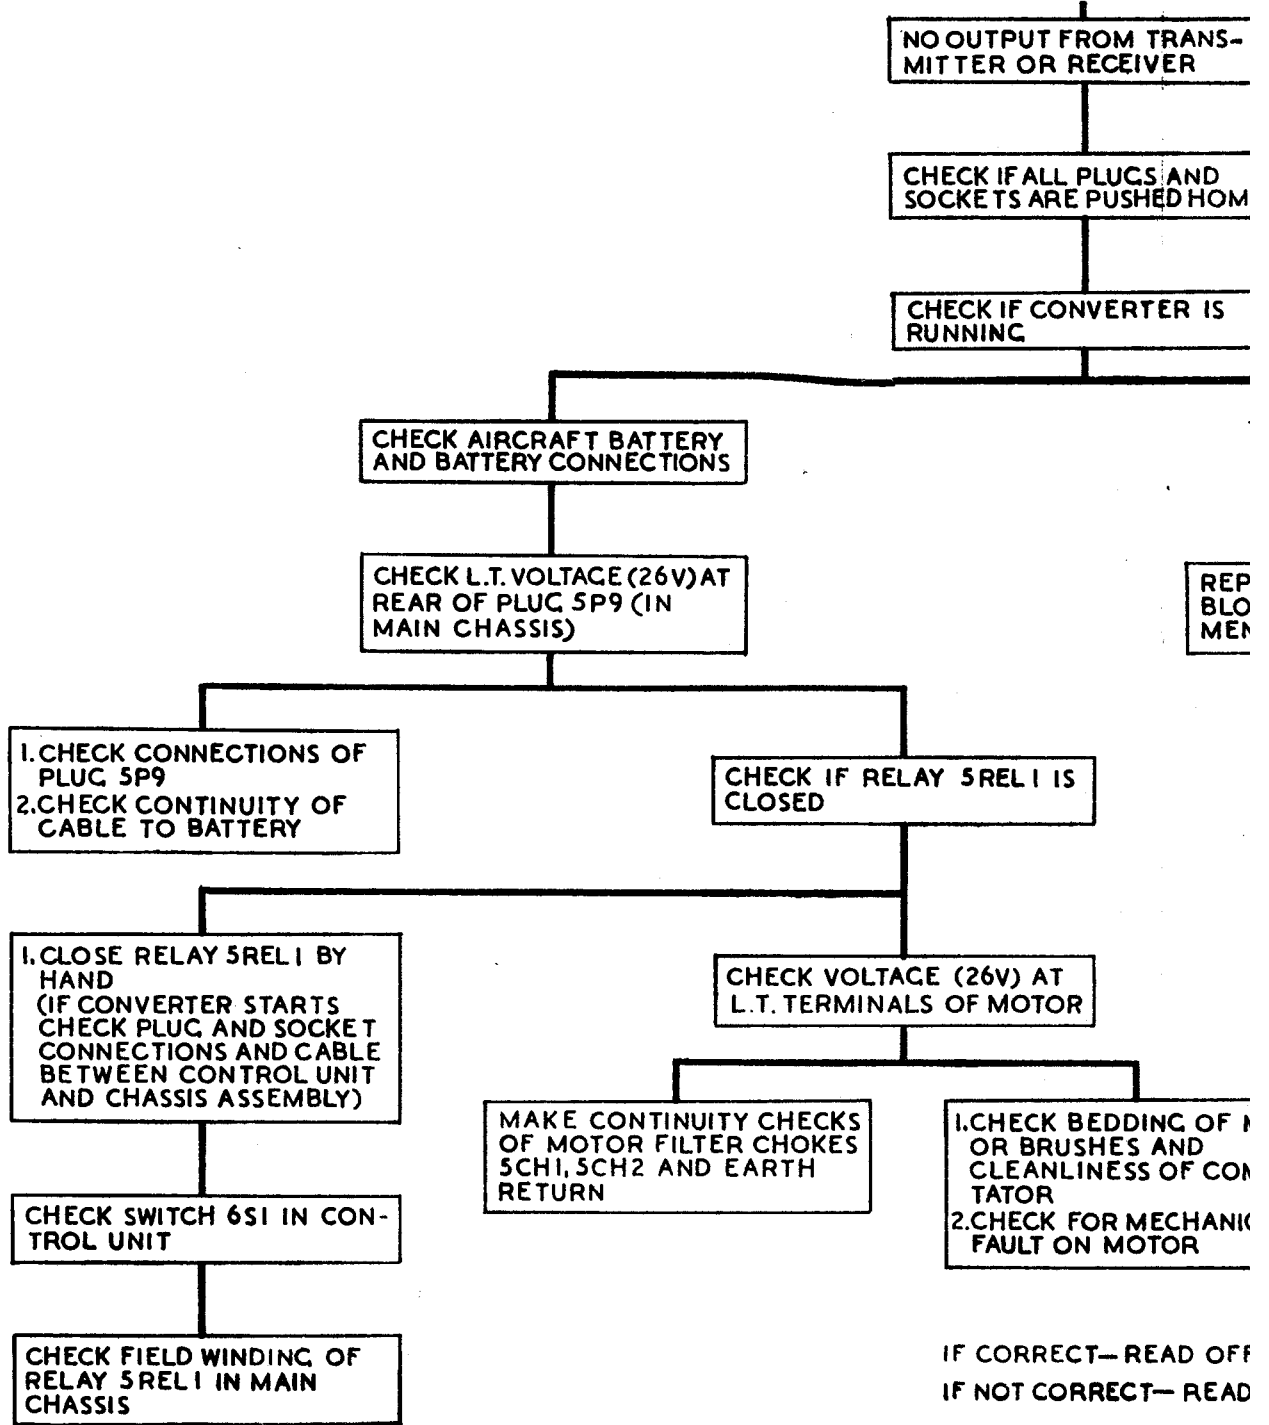 NO OUTPUT FROM TRANS-
MITTER OR RECEIVER
CHECK IF ALL PLUGS AND
SOCKETS ARE PUSHED HOM
CHECK IF CONVERTER IS
RUNNING
CHECK AIRCRAFT BATTERY
AND BATTERY CONNECTIONS
CHECK L.T. VOLTAGE (26V) AT
REAR OF PLUG 5P9 (IN
MAIN CHASSIS)
REP
BLO
MEN
1. CHECK CONNECTIONS OF
PLUG 5P9
2. CHECK CONTINUITY OF
CABLE TO BATTERY
CHECK IF RELAY 5REL1 IS
CLOSED
1. CLOSE RELAY 5REL1 BY
HAND
(IF CONVERTER STARTS
CHECK PLUG AND SOCKET
CONNECTIONS AND CABLE
BETWEEN CONTROL UNIT
AND CHASSIS ASSEMBLY)
CHECK VOLTAGE (26V) AT
L.T. TERMINALS OF MOTOR
MAKE CONTINUITY CHECKS
OF MOTOR FILTER CHOKES
5CH1, 5CH2 AND EARTH
RETURN
1. CHECK BEDDING OF
OR BRUSHES AND
CLEANLINESS OF COM
TATOR
2. CHECK FOR MECHANIC
FAULT ON MOTOR
CHECK SWITCH 6S1 IN CON-
TROL UNIT
CHECK FIELD WINDING OF
RELAY 5REL1 IN MAIN
CHASSIS
IF CORRECT— READ OFF
IF NOT CORRECT— READ